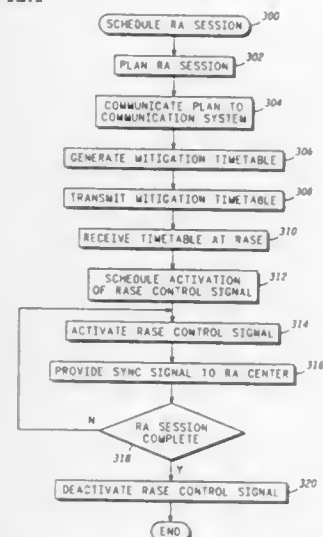 SCHEDULE RA SESSION
300
PLAN RA SESSION
302
COMMUNICATE PLAN TO
COMMUNICATION SYSTEM
304
GENERATE MITIGATION TIMETABLE
306
TRANSMIT MITIGATION TIMETABLE
308
RECEIVE TIMETABLE AT RASE
310
SCHEDULE ACTIVATION
OF RASE CONTROL SIGNAL
312
ACTIVATE RASE CONTROL SIGNAL
314
PROVIDE SYNC SIGNAL TO RA CENTER
316
RA SESSION
COMPLETE
318
N
Y
DEACTIVATE RASE CONTROL SIGNAL
320
END